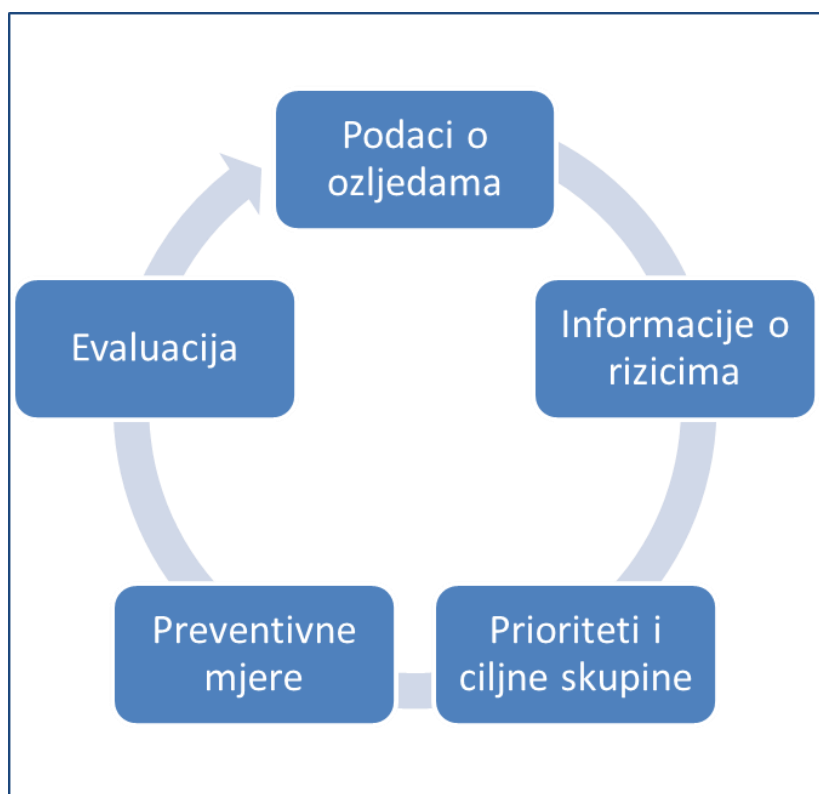 Podaci o
ozljedama
Informacije o
rizicima
Prioriteti i
ciljne skupine
Preventivne
mjere
Evaluacija